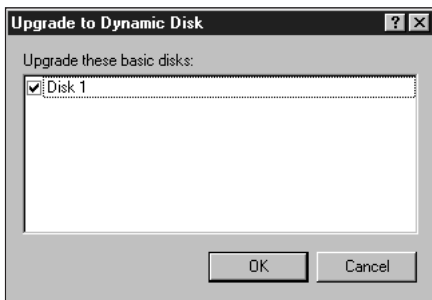 Upgrade to Dynamic Disk
Upgrade these basic disks:
Disk 1
OK Cancel